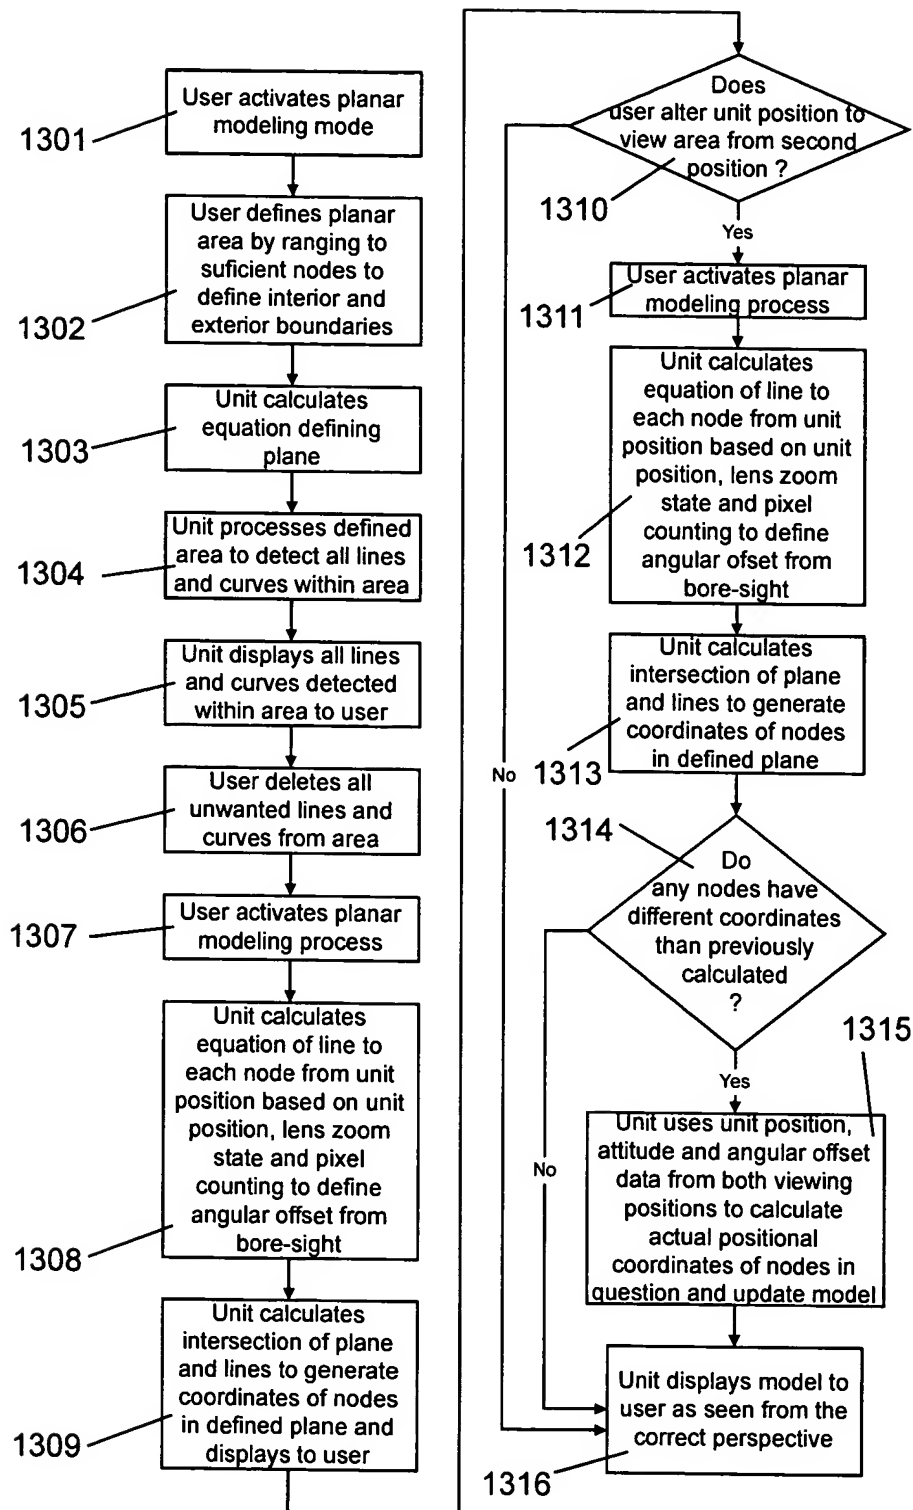 User activates planar
modeling mode
1301
User defines planar
area by ranging to
suficient nodes to
define interior and
exterior boundaries
1302
Unit calculates
equation defining
plane
1303
Unit processes defined
area to detect all lines
and curves within area
1304
Unit displays all lines
and curves detected
within area to user
1305
User deletes all
unwanted lines and
curves from area
1306
User activates planar
modeling process
1307
Unit calculates
equation of line to
each node from unit
position based on unit
position, lens zoom
state and pixel
counting to define
angular offset from
bore-sight
1308
Unit calculates
intersection of plane
and lines to generate
coordinates of nodes
in defined plane and
displays to user
1309
Does
user alter unit position to
view area from second
position ?
1310
Yes
No
User activates planar
modeling process
1311
Unit calculates
equation of line to
each node from unit
position based on unit
position, lens zoom
state and pixel
counting to define
angular ofset from
bore-sight
1312
Unit calculates
intersection of plane
and lines to generate
coordinates of nodes
in defined plane
1313
1314
Do
any nodes have
different coordinates
than previously
calculated
?
1315
Yes
No
Unit uses unit position,
attitude and angular offset
data from both viewing
positions to calculate
actual positional
coordinates of nodes in
question and update model
Unit displays model to
user as seen from the
correct perspective
1316